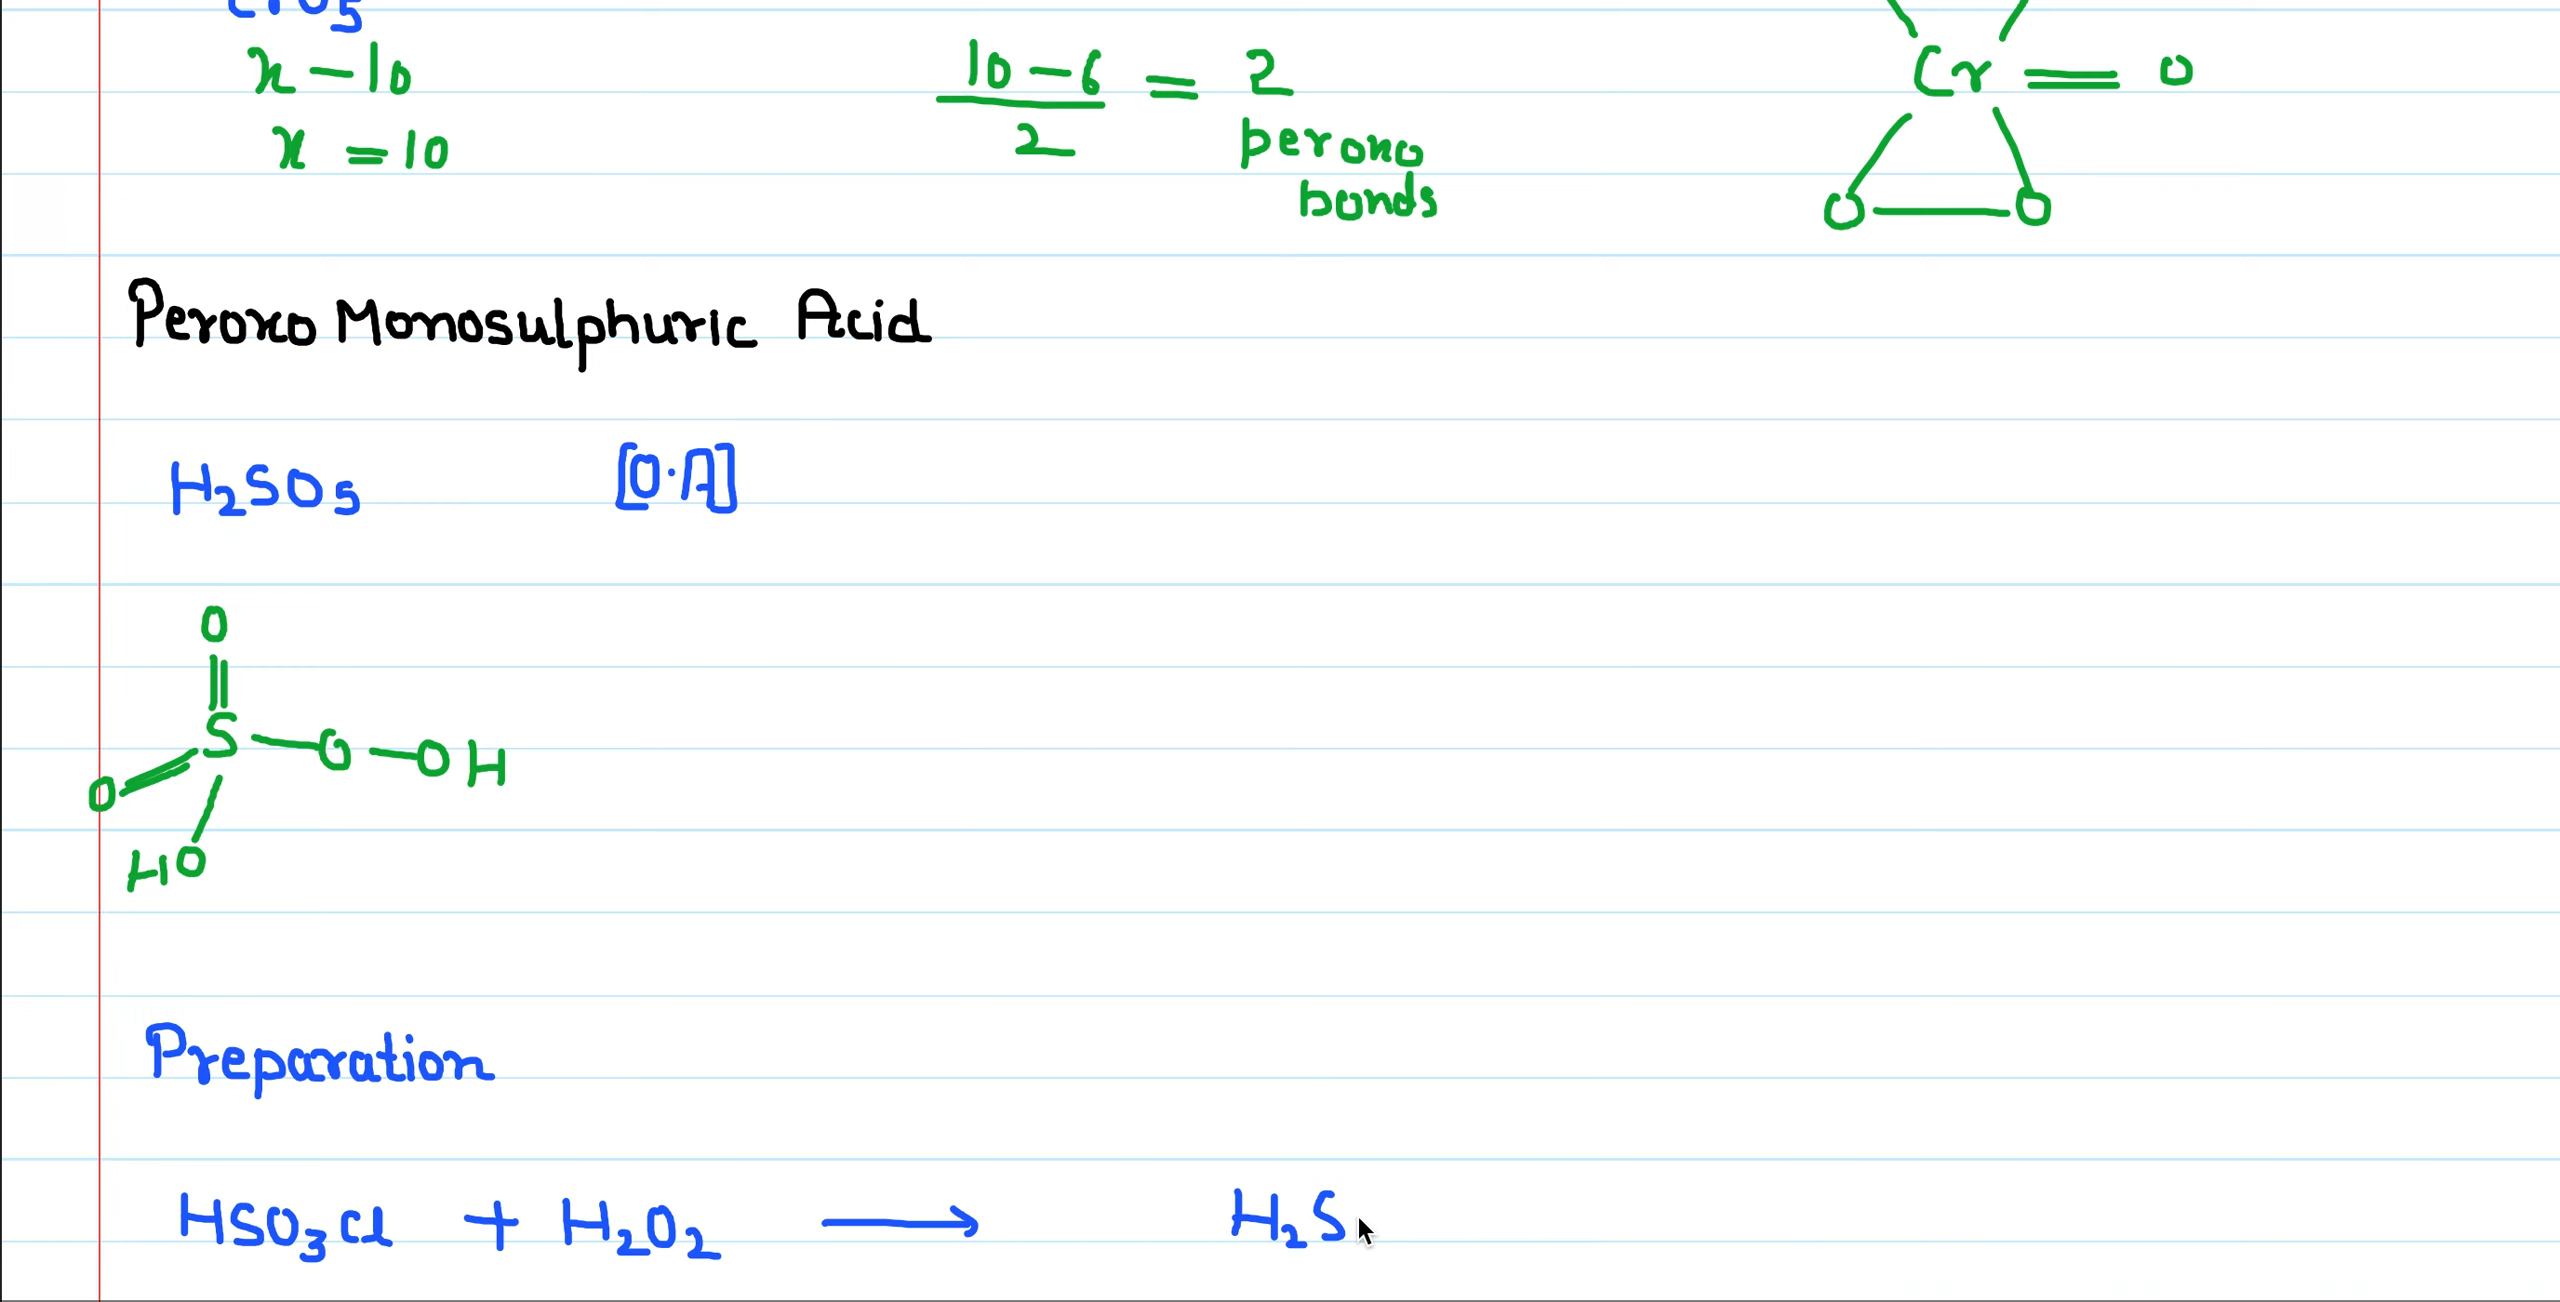 CrO5
x - 10
x = 10
10 - 6 = 2
2
peroxo
bonds
Cr = O
O - O
Peroxo Monosulphuric Acid
H2SO5 [O·A]
O
S - O - OH
O
HO
Preparation
HSO3Cl + H2O2 ⟶ H2S